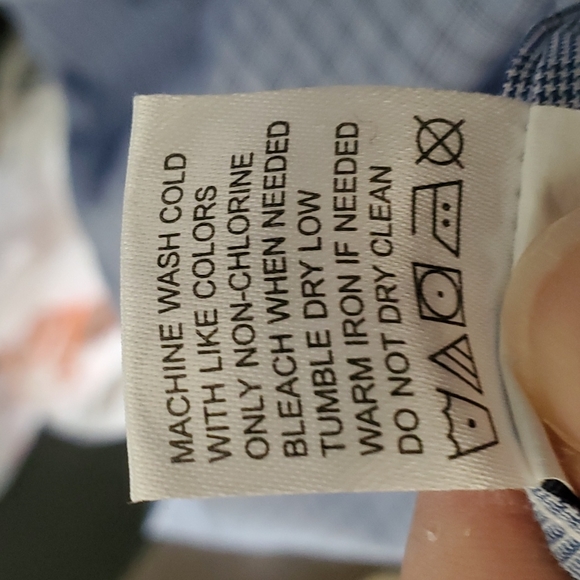 MACHINE WASH COLD
WITH LIKE COLORS
ONLY NON-CHLORINE
BLEACH WHEN NEEDED
TUMBLE DRY LOW
WARM IRON IF NEEDED
DO NOT DRY CLEAN